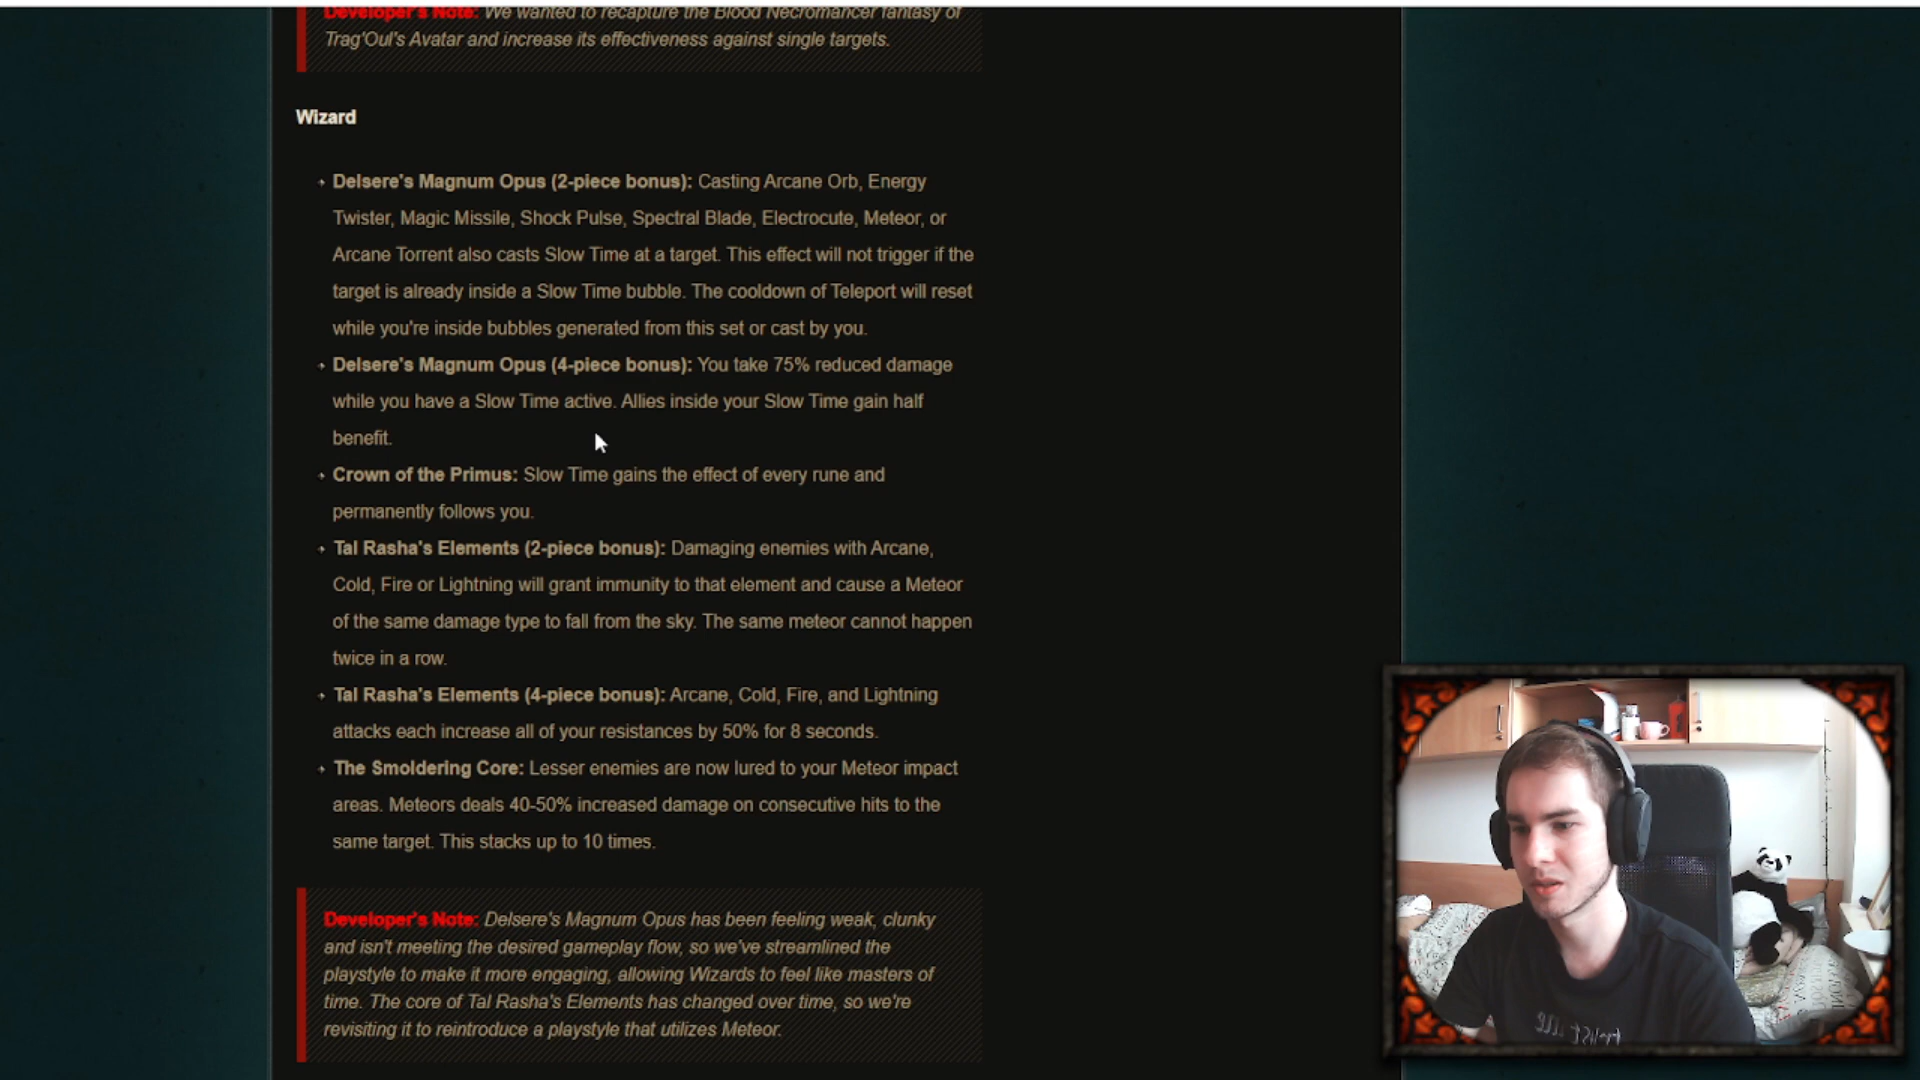 Developer's Note: We wanted to recapture the Blood Necromancer fantasy of
Trag'Oul's Avatar and increase its effectiveness against single targets.
Wizard
Delsere's Magnum Opus (2-piece bonus): Casting Arcane Orb, Energy
Twister, Magic Missile, Shock Pulse, Spectral Blade, Electrocute, Meteor, or
Arcane Torrent also casts Slow Time at a target. This effect will not trigger if the
target is already inside a Slow Time bubble. The cooldown of Teleport will reset
while you're inside bubbles generated from this set or cast by you.
Delsere's Magnum Opus (4-piece bonus): You take 75% reduced damage
while you have a Slow Time active. Allies inside your Slow Time gain half
benefit.
Crown of the Primus: Slow Time gains the effect of every rune and
permanently follows you.
Tal Rasha's Elements (2-piece bonus): Damaging enemies with Arcane,
Cold, Fire or Lightning will grant immunity to that element and cause a Meteor
of the same damage type to fall from the sky. The same meteor cannot happen
twice in a row.
Tal Rasha's Elements (4-piece bonus): Arcane, Cold, Fire, and Lightning
attacks each increase all of your resistances by 50% for 8 seconds.
The Smoldering Core: Lesser enemies are now lured to your Meteor impact
areas. Meteors deals 40-50% increased damage on consecutive hits to the
same target. This stacks up to 10 times.
Developer's Note: Delsere's Magnum Opus has been feeling weak, clunky
and isn't meeting the desired gameplay flow, so we've streamlined the
playstyle to make it more engaging, allowing Wizards to feel like masters of
time. The core of Tal Rasha's Elements has changed over time, so we're
revisiting it to reintroduce a playstyle that utilizes Meteor.